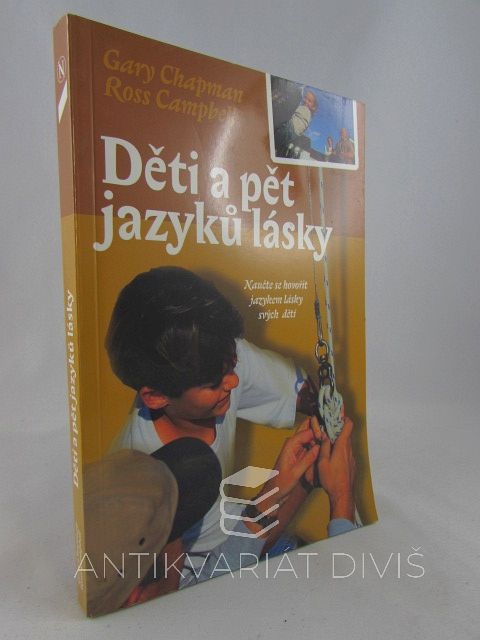 Gary Chapman
Ross Campbell
Děti a pět
jazyků lásky
Naučte se hovořit
jazykem lásky
svých dětí
Děti a pět jazyků lásky
N
ANTIKVARIÁT DIVIŠ